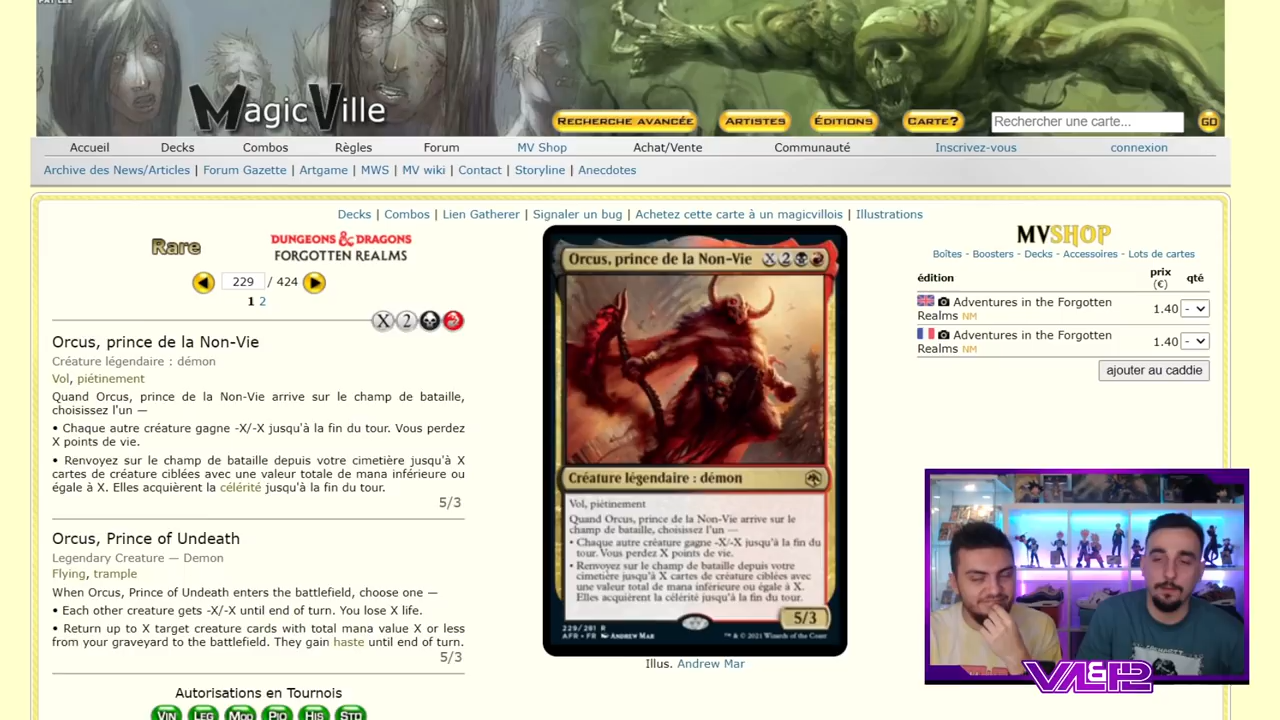 MagicVille
RECHERCHE AVANCÉE
ARTISTES
ÉDITIONS
CARTE?
Rechercher une carte...
GO
Accueil Decks Combos Règles Forum MV Shop Achat/Vente Communauté Inscrivez-vous connexion
Archive des News/Articles | Forum Gazette | Artgame | MWS | MV wiki | Contact | Storyline | Anecdotes
Decks | Combos | Lien Gatherer | Signaler un bug | Achetez cette carte à un magicvillois | Illustrations
Rare
DUNGEONS & DRAGONS
FORGOTTEN REALMS
229 / 424
1 2
X 2
Orcus, prince de la Non-Vie
Créature légendaire : démon
Vol, piétinement
Quand Orcus, prince de la Non-Vie arrive sur le champ de bataille,
choisissez l'un —
• Chaque autre créature gagne -X/-X jusqu'à la fin du tour. Vous perdez
X points de vie.
• Renvoyez sur le champ de bataille depuis votre cimetière jusqu'à X
cartes de créature ciblées avec une valeur totale de mana inférieure ou
égale à X. Elles acquièrent la célérité jusqu'à la fin du tour.
5/3
Orcus, Prince of Undeath
Legendary Creature — Demon
Flying, trample
When Orcus, Prince of Undeath enters the battlefield, choose one —
• Each other creature gets -X/-X until end of turn. You lose X life.
• Return up to X target creature cards with total mana value X or less
from your graveyard to the battlefield. They gain haste until end of turn.
5/3
Autorisations en Tournois
VIN LEG MOD PIO HIS STD
Orcus, prince de la Non-Vie X 2
Créature légendaire : démon
Vol, piétinement
Quand Orcus, prince de la Non-Vie arrive sur le
champ de bataille, choisissez l'un —
• Chaque autre créature gagne -X/-X jusqu'à la fin du
tour. Vous perdez X points de vie.
• Renvoyez sur le champ de bataille depuis votre
cimetière jusqu'à X cartes de créature ciblées avec
une valeur total de mana inférieure ou égale à X.
Elles acquièrent la célérité jusqu'à la fin du tour.
5/3
229/281 R
AFR • FR ANDREW MAR ™ & © 2021 Wizards of the Coast
Illus. Andrew Mar
MVSHOP
Boîtes - Boosters - Decks - Accessoires - Lots de cartes
édition prix (€) qté
Adventures in the Forgotten
Realms NM 1.40 -
Adventures in the Forgotten
Realms NM 1.40 -
ajouter au caddie